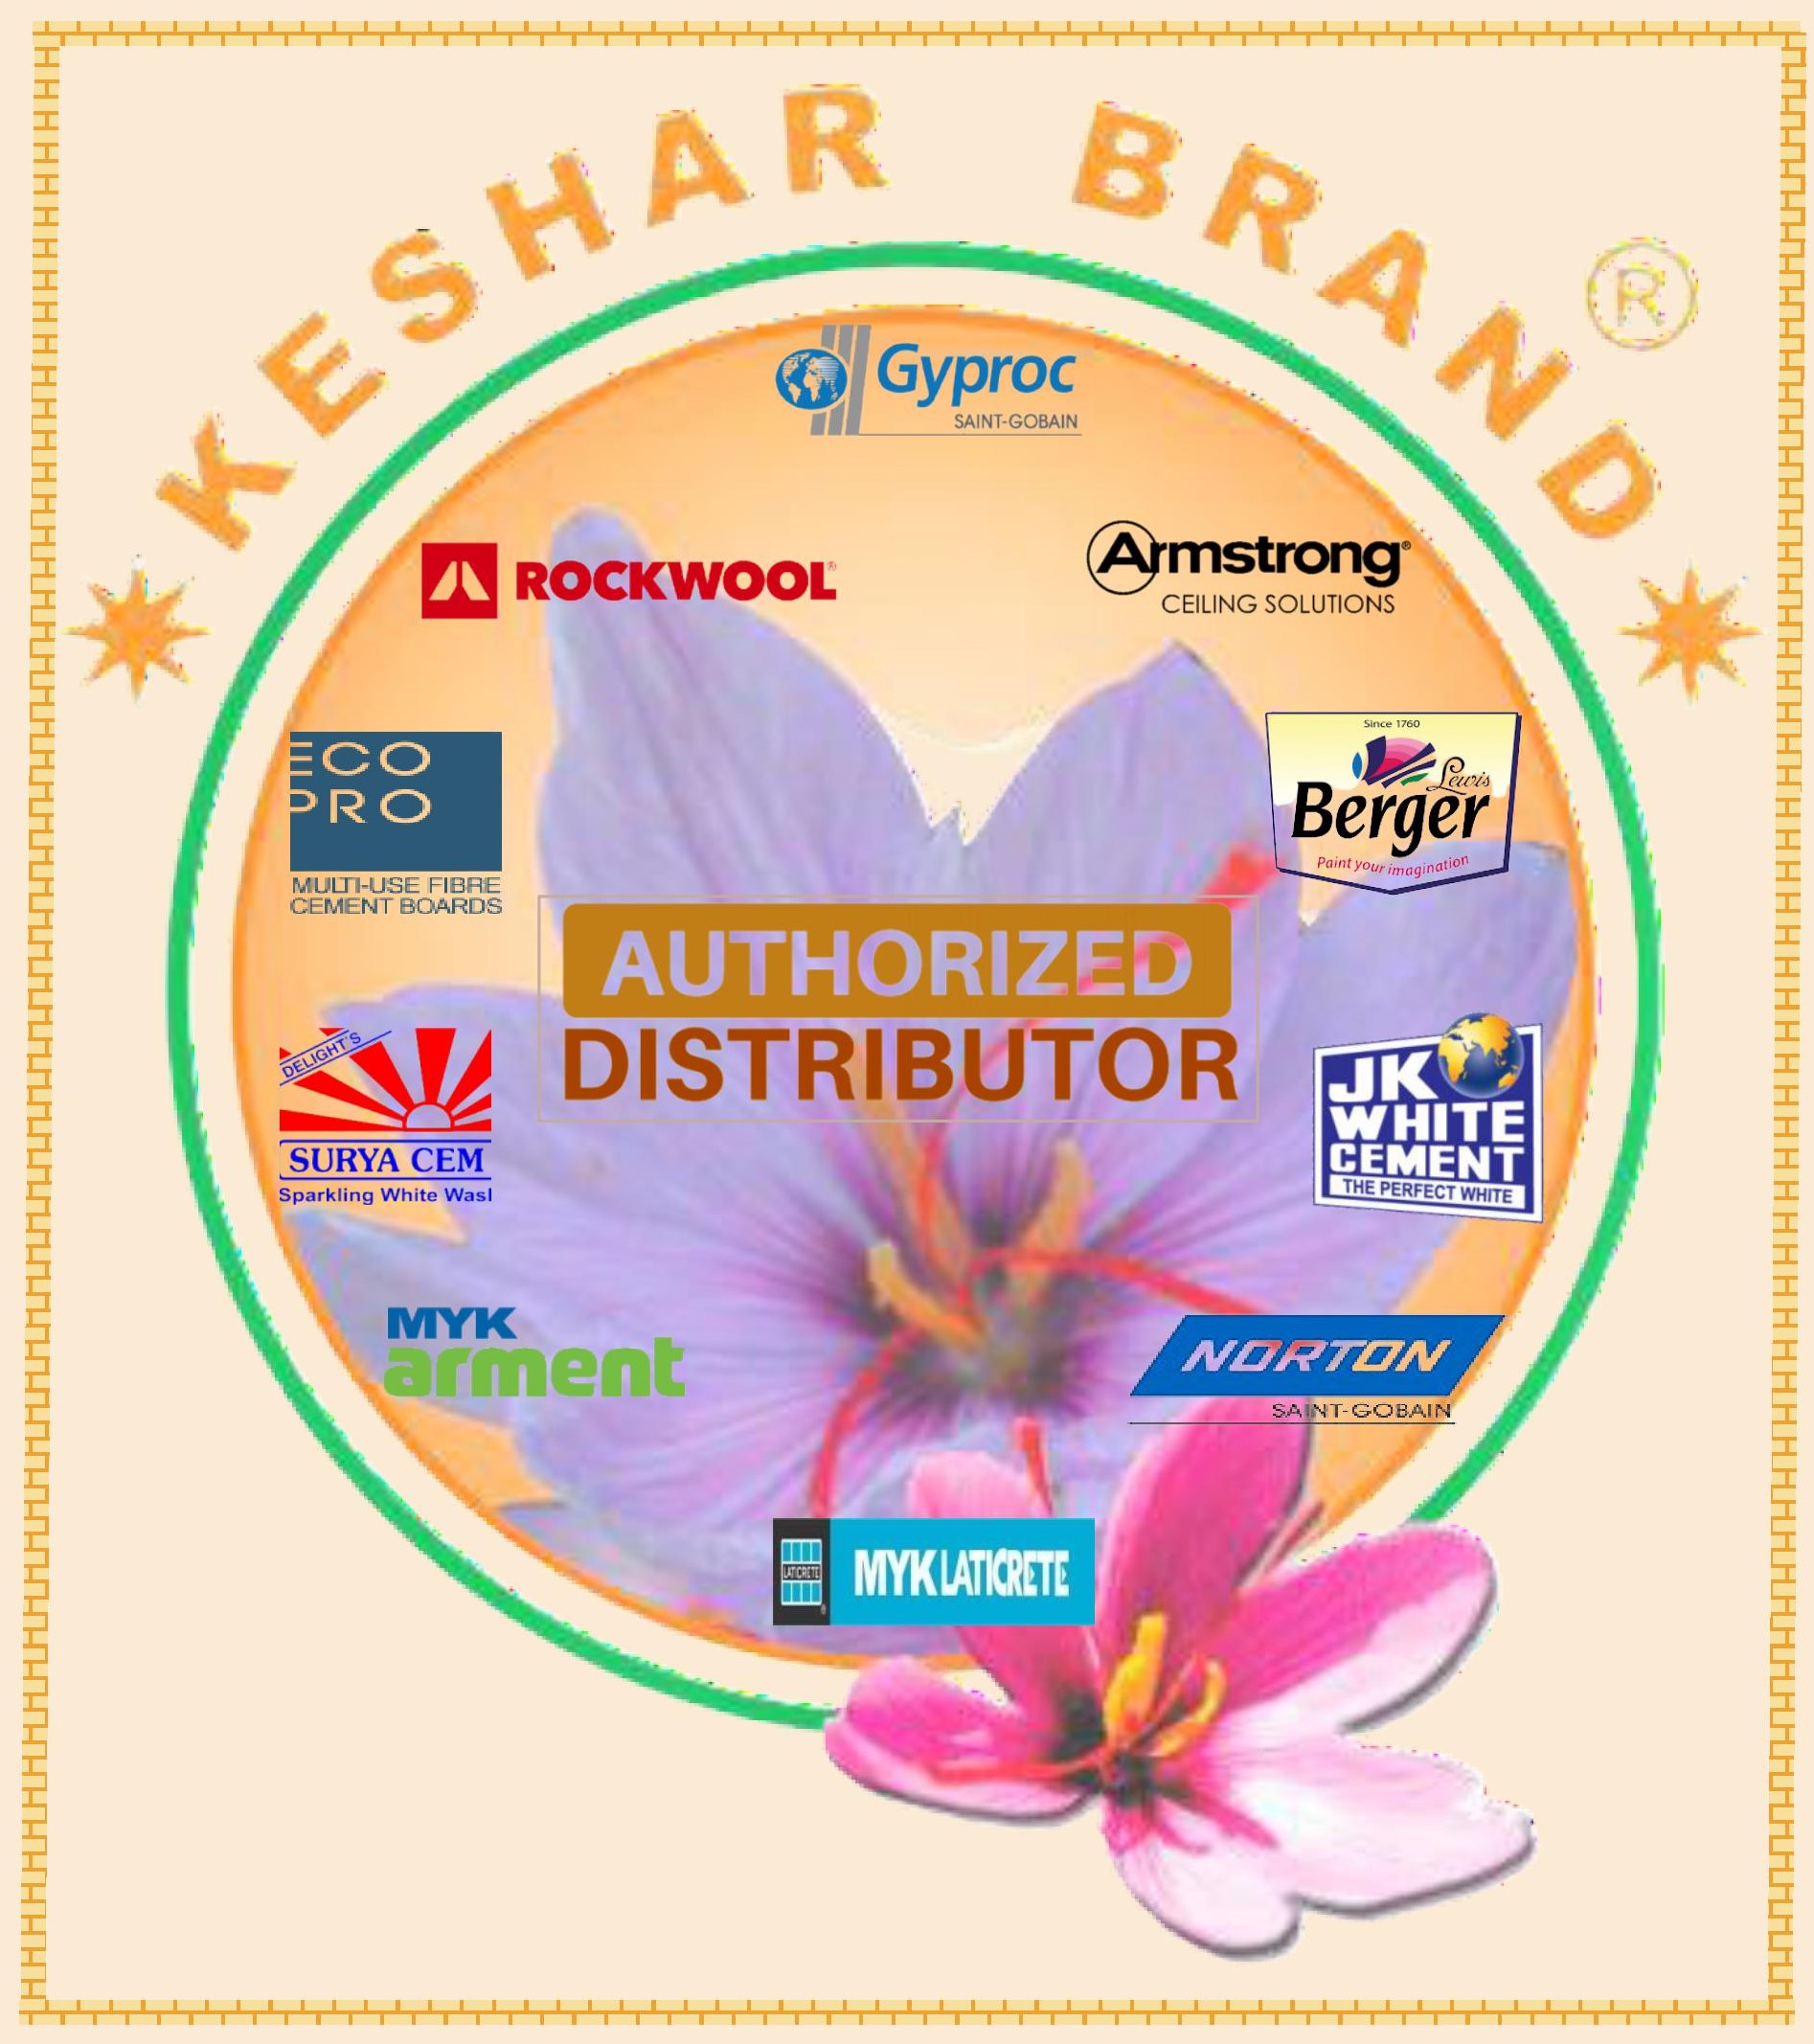 KESHAR BRAND ®
Gyproc
SAINT-GOBAIN
ROCKWOOL®
Armstrong®
CEILING SOLUTIONS
ECO
PRO
MULTI-USE FIBRE
CEMENT BOARDS
Since 1760
Lewis
Berger
Paint your imagination
AUTHORIZED
DISTRIBUTOR
DELIGHT'S
SURYA CEM
Sparkling White Wasl
JK
WHITE
CEMENT
THE PERFECT WHITE
MYK
arment
NORTON
SAINT-GOBAIN
LATICRETE
®
MYK LATICRETE